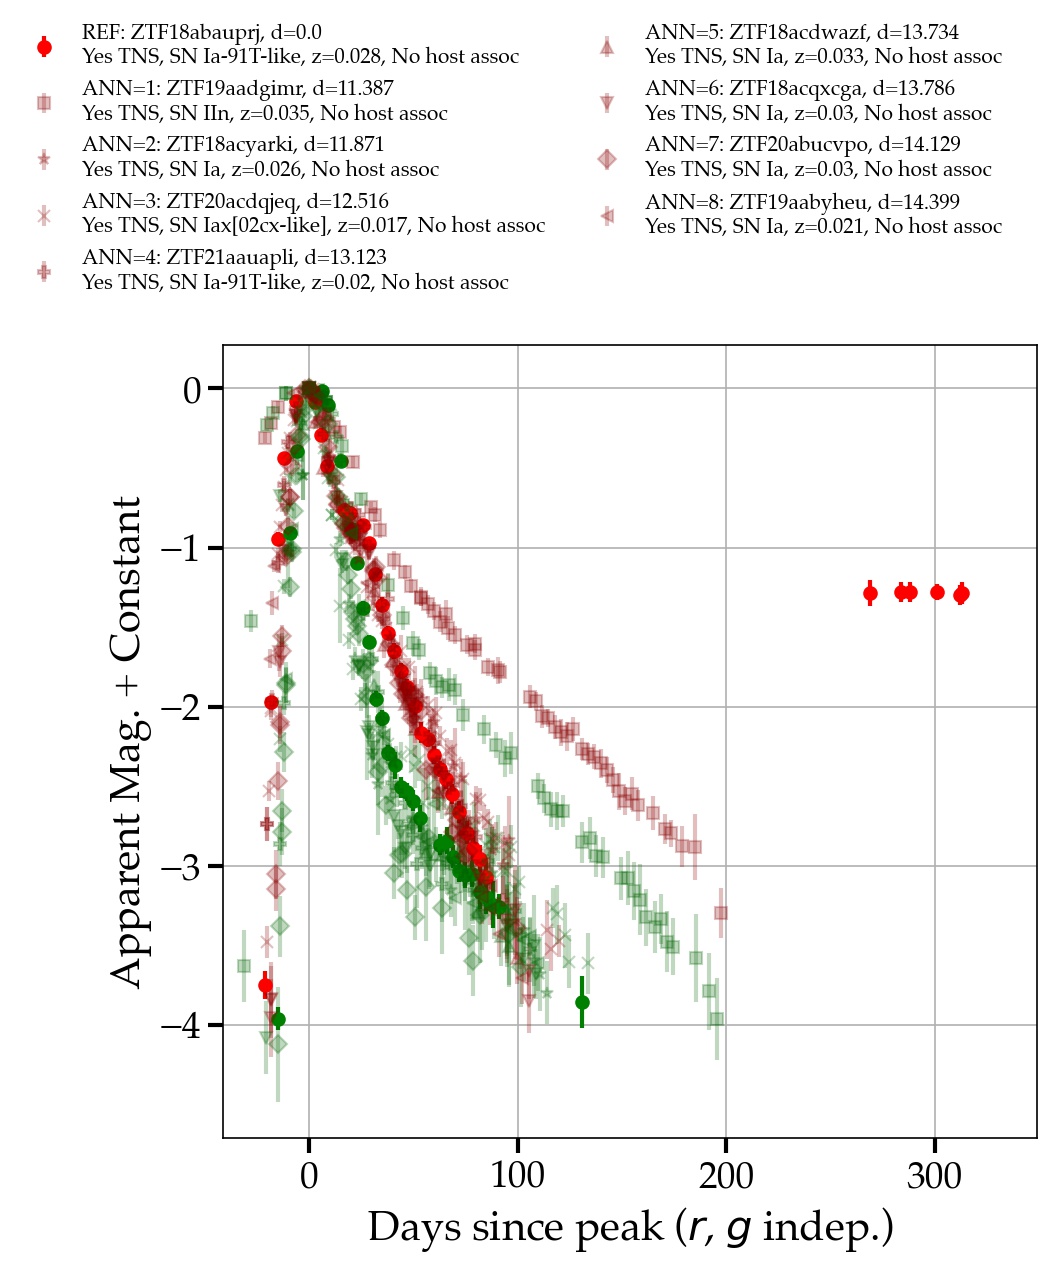 REF: ZTF18abauprj, d=0.0
Yes TNS, SN Ia-91T-like, z=0.028, No host assoc
ANN=1: ZTF19aadgimr, d=11.387
Yes TNS, SN IIn, z=0.035, No host assoc
ANN=2: ZTF18acyarki, d=11.871
Yes TNS, SN Ia, z=0.026, No host assoc
ANN=3: ZTF20acdqjeq, d=12.516
Yes TNS, SN Iax[02cx-like], z=0.017, No host assoc
ANN=4: ZTF21aauapli, d=13.123
Yes TNS, SN Ia-91T-like, z=0.02, No host assoc
ANN=5: ZTF18acdwazf, d=13.734
Yes TNS, SN Ia, z=0.033, No host assoc
ANN=6: ZTF18acqxcga, d=13.786
Yes TNS, SN Ia, z=0.03, No host assoc
ANN=7: ZTF20abucvpo, d=14.129
Yes TNS, SN Ia, z=0.03, No host assoc
ANN=8: ZTF19aabyheu, d=14.399
Yes TNS, SN Ia, z=0.021, No host assoc
Apparent Mag. + Constant
0
−1
−2
−3
−4
0 100 200 300
Days since peak (r, g indep.)